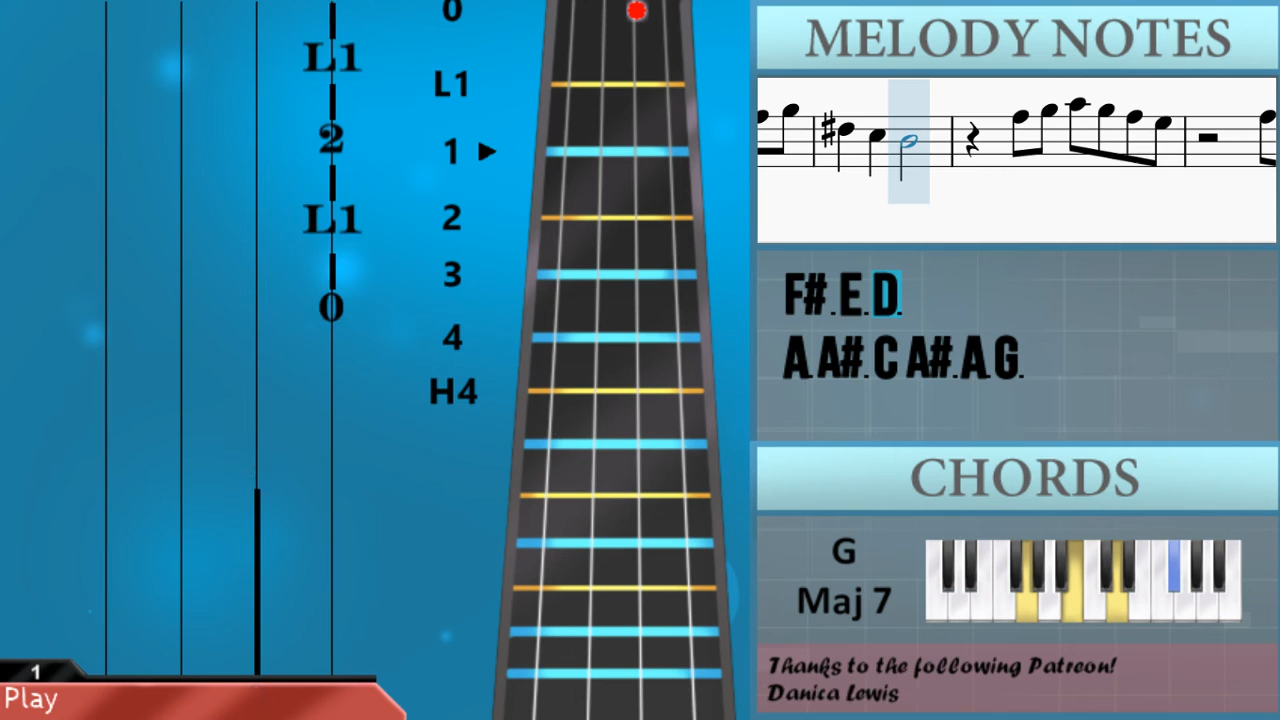 L1
2
L1
0
0
L1
1
2
3
4
H4
1
Play
MELODY NOTES
F#.E.D.
A.A#.C A#.A.G.
CHORDS
G
Maj 7
Thanks to the following Patreon!
Danica Lewis